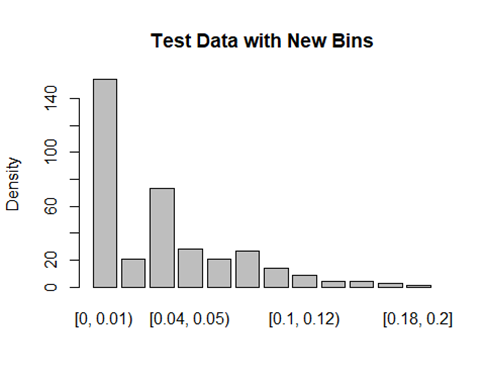 Test Data with New Bins
140
100
60
20
0
Density
[0, 0.01) [0.04, 0.05) [0.1, 0.12) [0.18, 0.2]